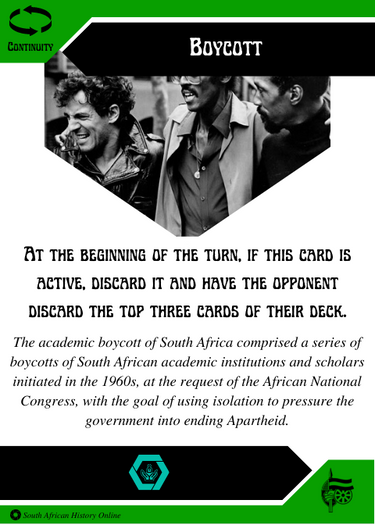 Continuity
Boycott
At the beginning of the turn, if this card is
active, discard it and have the opponent
discard the top three cards of their deck.
The academic boycott of South Africa comprised a series of
boycotts of South African academic institutions and scholars
initiated in the 1960s, at the request of the African National
Congress, with the goal of using isolation to pressure the
government into ending Apartheid.
South African History Online